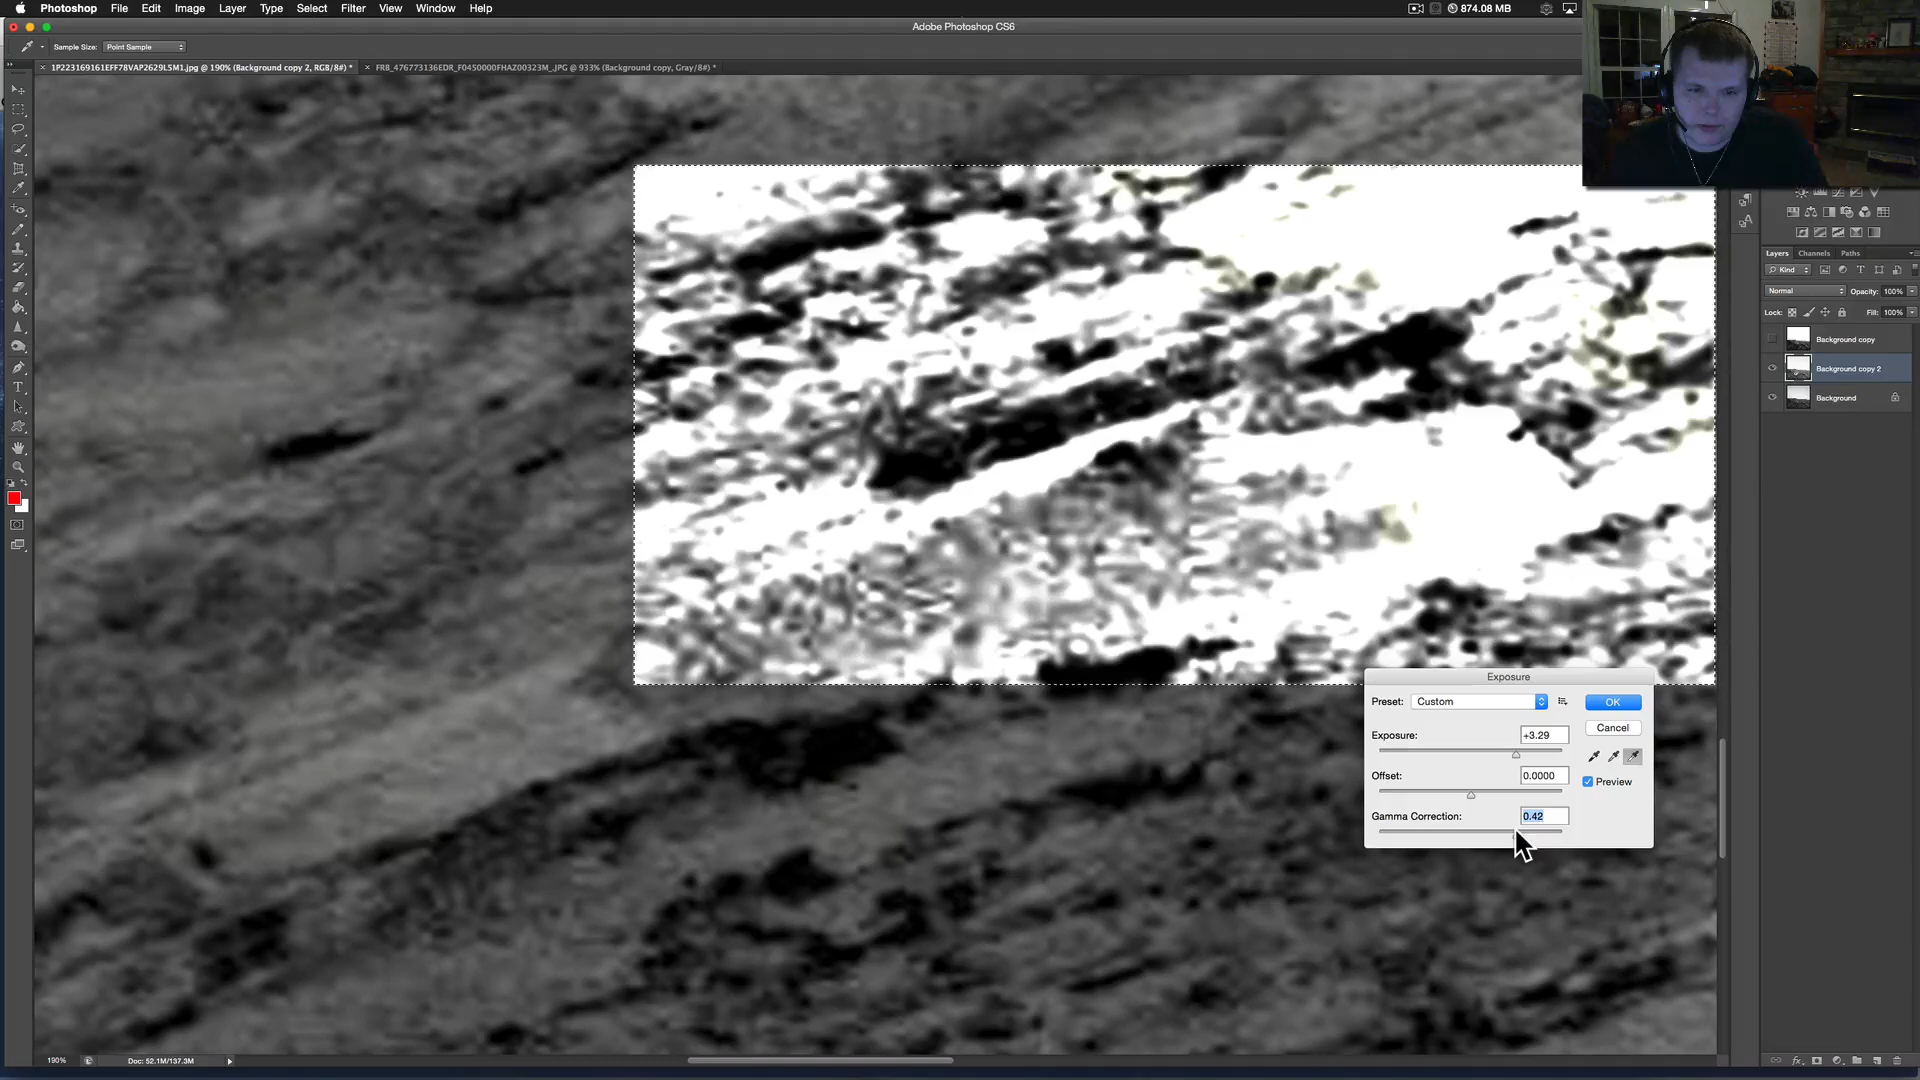 Photoshop File Edit Image Layer Type Select Filter View Window Help
874.08 MB
Adobe Photoshop CS6
Sample Size: Point Sample
1P223169161EFF78VAP2629L5M1.jpg @ 190% (Background copy 2, RGB/8#) *
FRB_476773136EDR_F0450000FHAZ00323M_.JPG @ 933% (Background copy, Gray/8#) *
Layers Channels Paths
Kind
Normal Opacity: 100%
Lock: Fill: 100%
Background copy
Background copy 2
Background
Exposure
Preset: Custom
OK
Cancel
Exposure: +3.29
Offset: 0.0000
Preview
Gamma Correction: 0.42
190%
Doc: 52.1M/137.3M